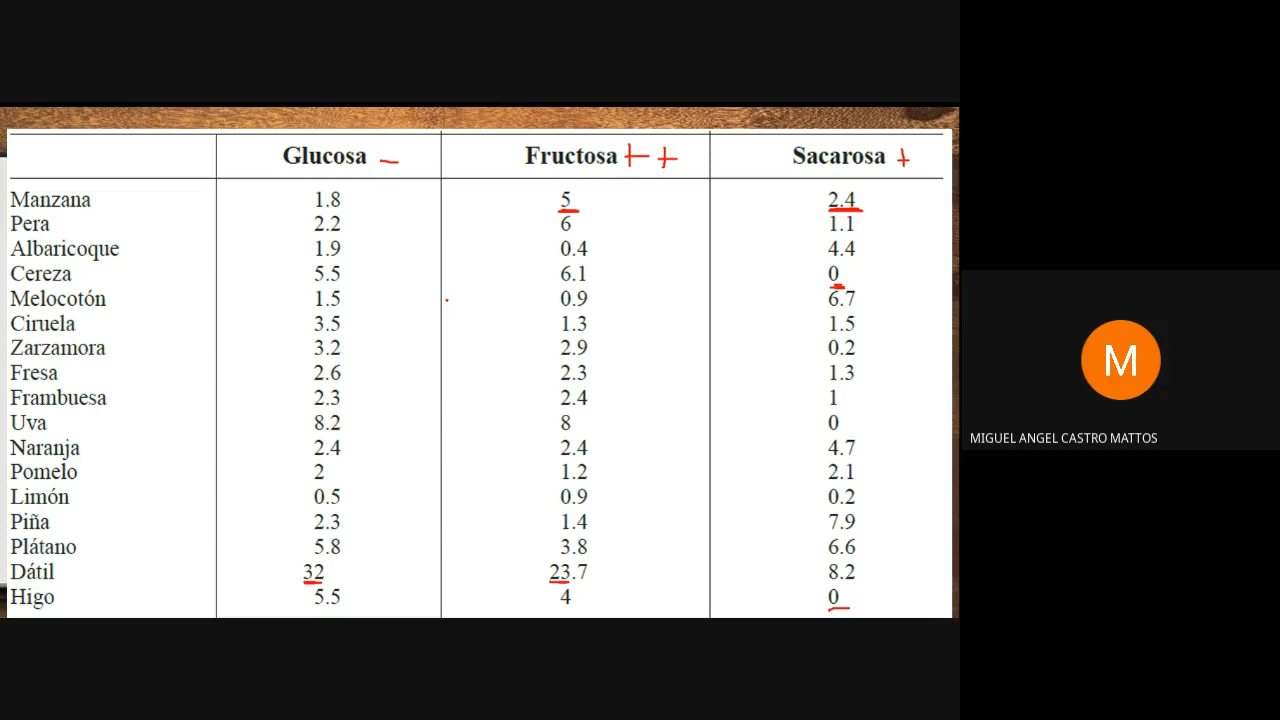 Glucosa - Fructosa ++ Sacarosa +
Manzana 1.8 5 2.4
Pera 2.2 6 1.1
Albaricoque 1.9 0.4 4.4
Cereza 5.5 6.1 0
Melocotón 1.5 0.9 6.7
Ciruela 3.5 1.3 1.5
Zarzamora 3.2 2.9 0.2
Fresa 2.6 2.3 1.3
Frambuesa 2.3 2.4 1
Uva 8.2 8 0
Naranja 2.4 2.4 4.7
Pomelo 2 1.2 2.1
Limón 0.5 0.9 0.2
Piña 2.3 1.4 7.9
Plátano 5.8 3.8 6.6
Dátil 32 23.7 8.2
Higo 5.5 4 0
M
MIGUEL ANGEL CASTRO MATTOS